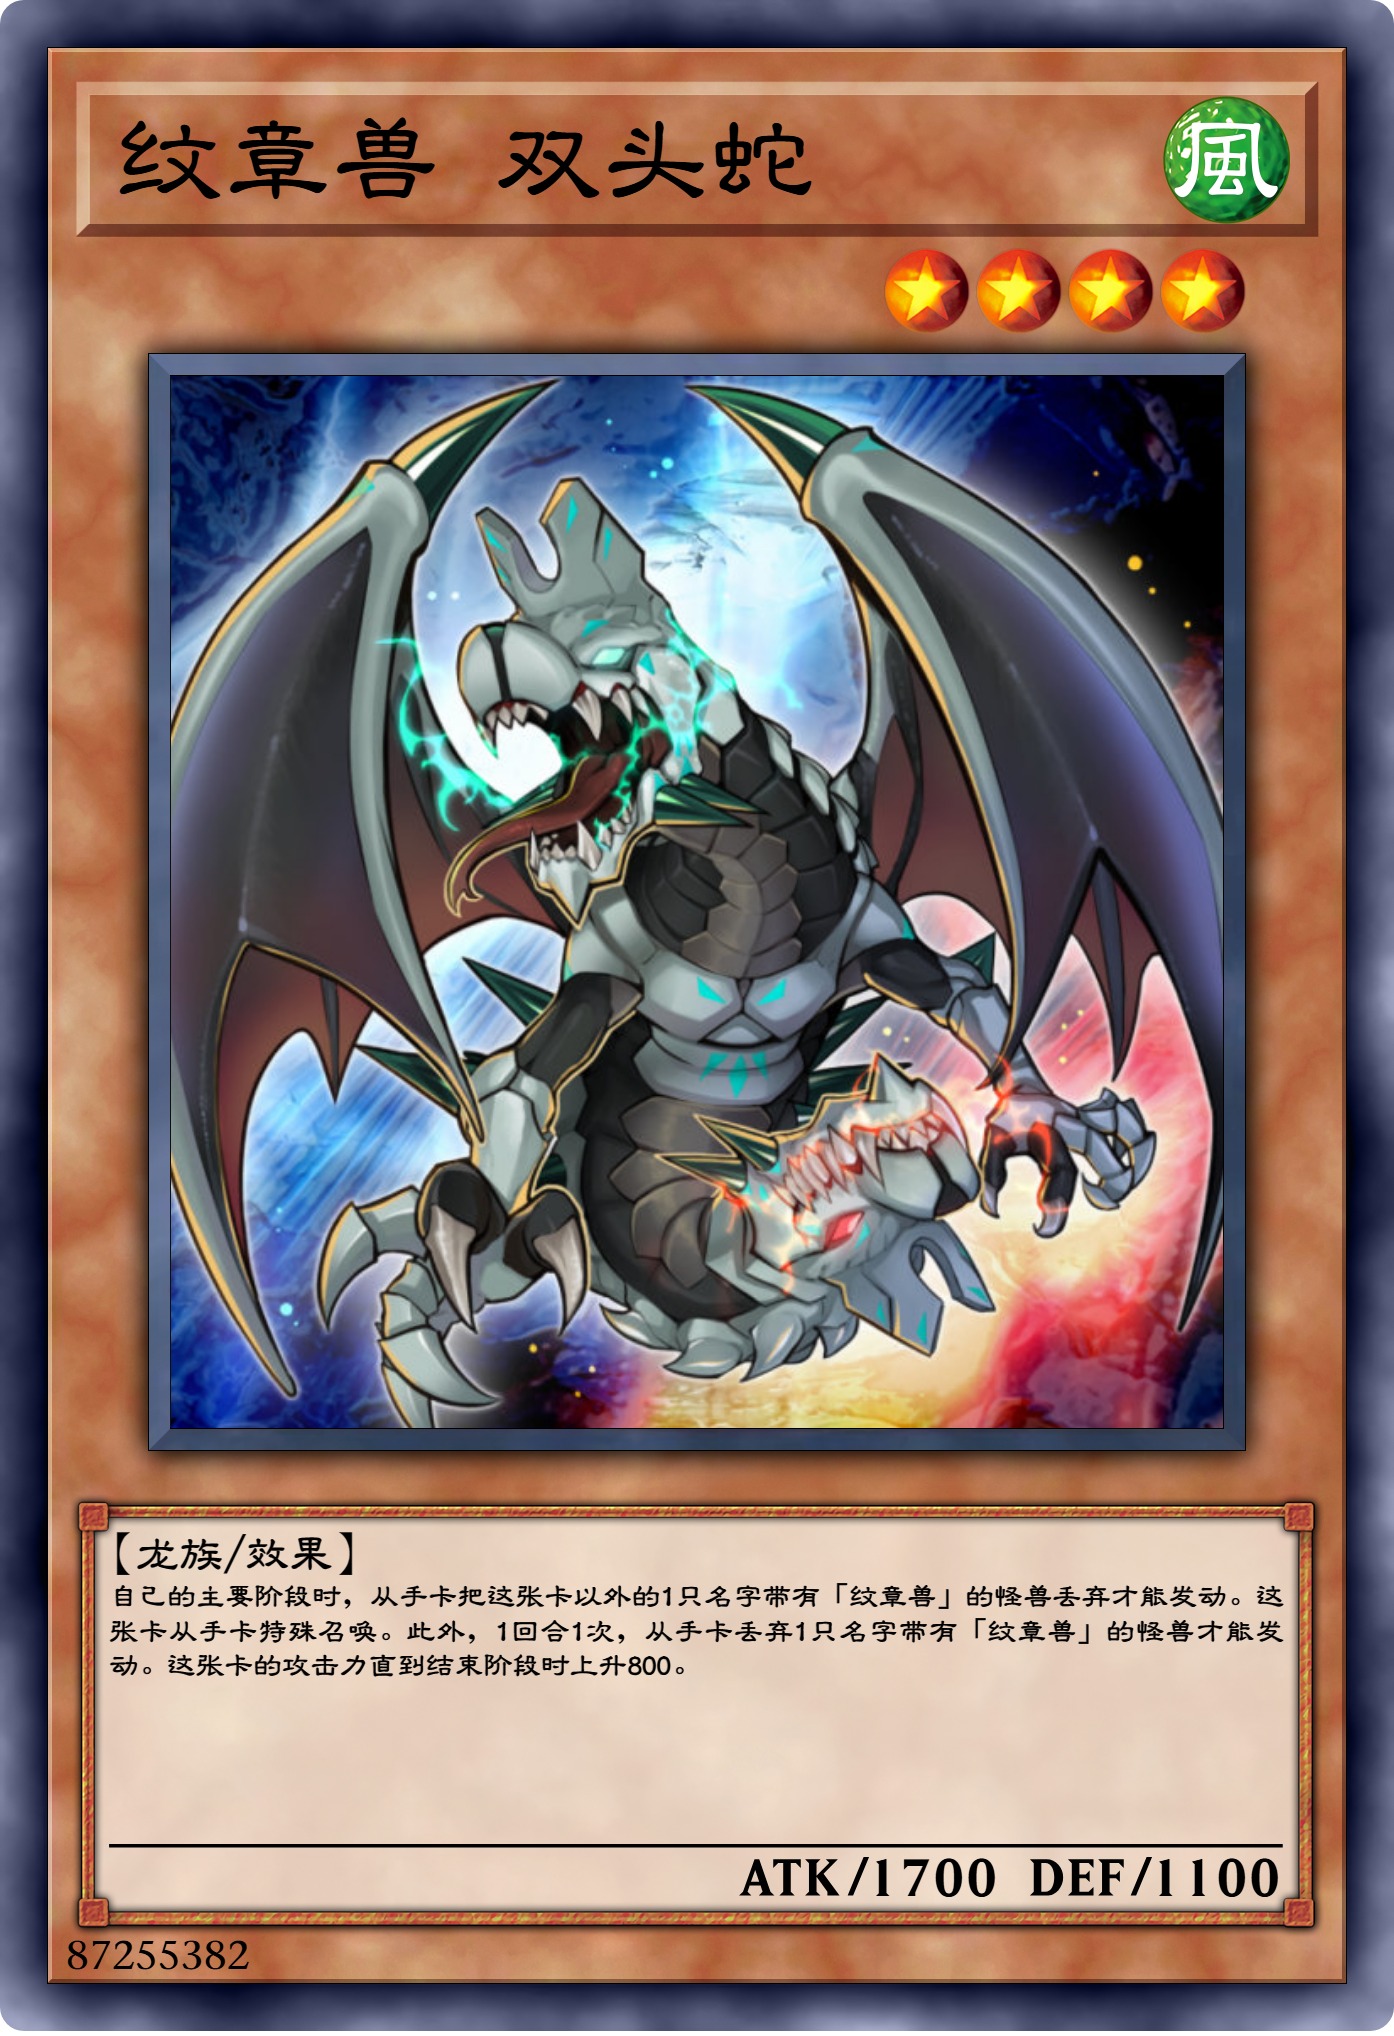 纹章兽 双头蛇
風
【龙族/效果】
自己的主要阶段时，从手卡把这张卡以外的1只名字带有「纹章兽」的怪兽丢弃才能发动。这
张卡从手卡特殊召唤。此外，1回合1次，从手卡丢弃1只名字带有「纹章兽」的怪兽才能发
动。这张卡的攻击力直到结束阶段时上升800。
ATK/1700 DEF/1100
87255382